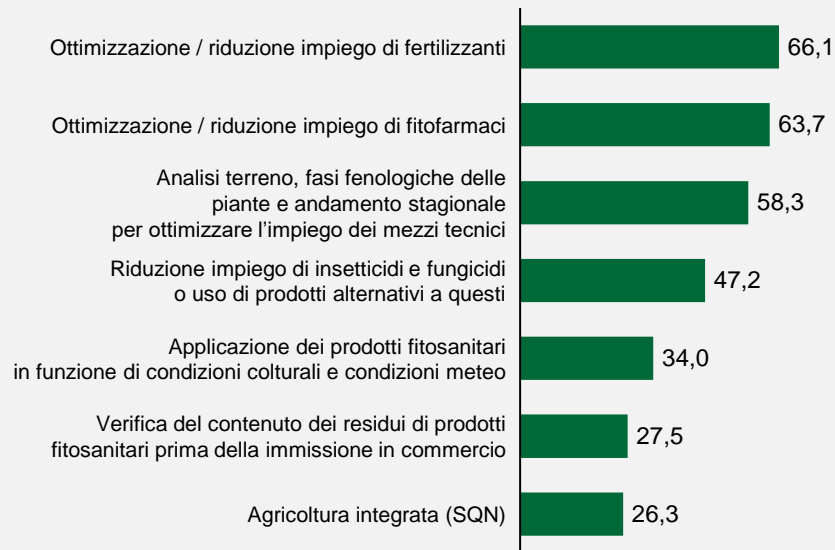 Ottimizzazione / riduzione impiego di fertilizzanti
66,1
Ottimizzazione / riduzione impiego di fitofarmaci
63,7
Analisi terreno, fasi fenologiche delle
piante e andamento stagionale
per ottimizzare l’impiego dei mezzi tecnici
58,3
Riduzione impiego di insetticidi e fungicidi
o uso di prodotti alternativi a questi
47,2
Applicazione dei prodotti fitosanitari
in funzione di condizioni colturali e condizioni meteo
34,0
Verifica del contenuto dei residui di prodotti
fitosanitari prima della immissione in commercio
27,5
Agricoltura integrata (SQN)
26,3